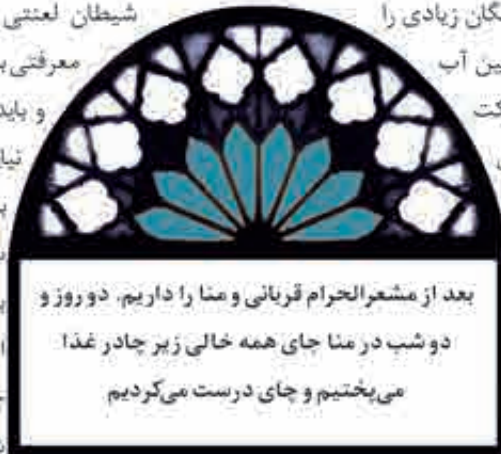 شیطان لعنتی
معرفتی
و باید
گان زیادی را
ین آب
بعد از مشعرالحرام قربانی و منا را داریم. دو روز و
دو شب در منا جای همه خالی زیر چادر غذا
می‌پختیم و چای درست می‌کردیم